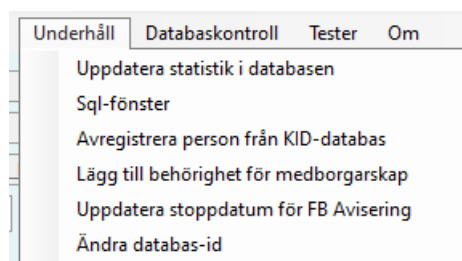 Underhåll Databaskontroll Tester Om
Uppdatera statistik i databasen
Sql-fönster
Avregistrera person från KID-databas
Lägg till behörighet för medborgarskap
Uppdatera stoppdatum för FB Avisering
Ändra databas-id